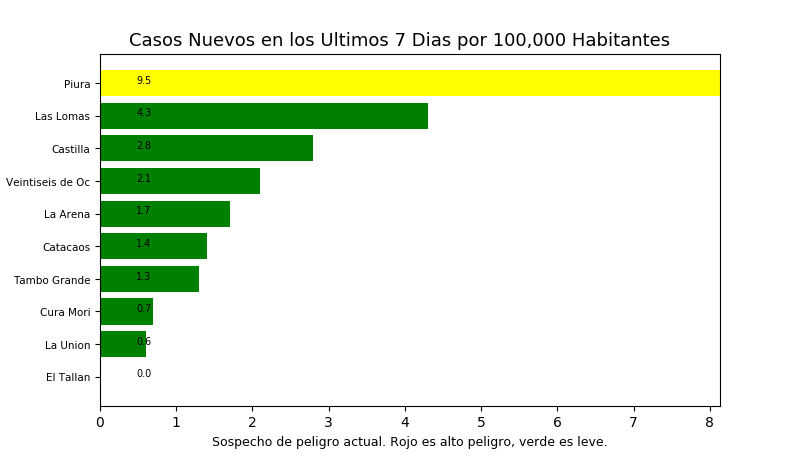 Casos Nuevos en los Ultimos 7 Dias por 100,000 Habitantes
Piura 9.5
Las Lomas 4.3
Castilla 2.8
Veintiseis de Oc 2.1
La Arena 1.7
Catacaos 1.4
Tambo Grande 1.3
Cura Mori 0.7
La Union 0.6
El Tallan 0.0
0 1 2 3 4 5 6 7 8
Sospecho de peligro actual. Rojo es alto peligro, verde es leve.